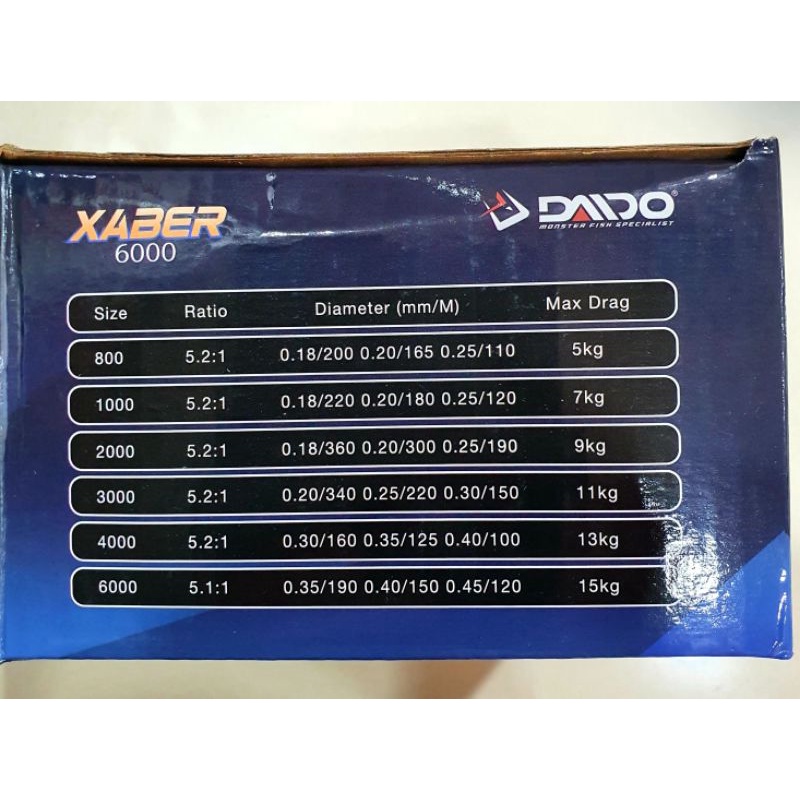 XABER
6000
DAIDO®
MONSTER FISH SPECIALIST
Size Ratio Diameter (mm/M) Max Drag
800 5.2:1 0.18/200 0.20/165 0.25/110 5kg
1000 5.2:1 0.18/220 0.20/180 0.25/120 7kg
2000 5.2:1 0.18/360 0.20/300 0.25/190 9kg
3000 5.2:1 0.20/340 0.25/220 0.30/150 11kg
4000 5.2:1 0.30/160 0.35/125 0.40/100 13kg
6000 5.1:1 0.35/190 0.40/150 0.45/120 15kg